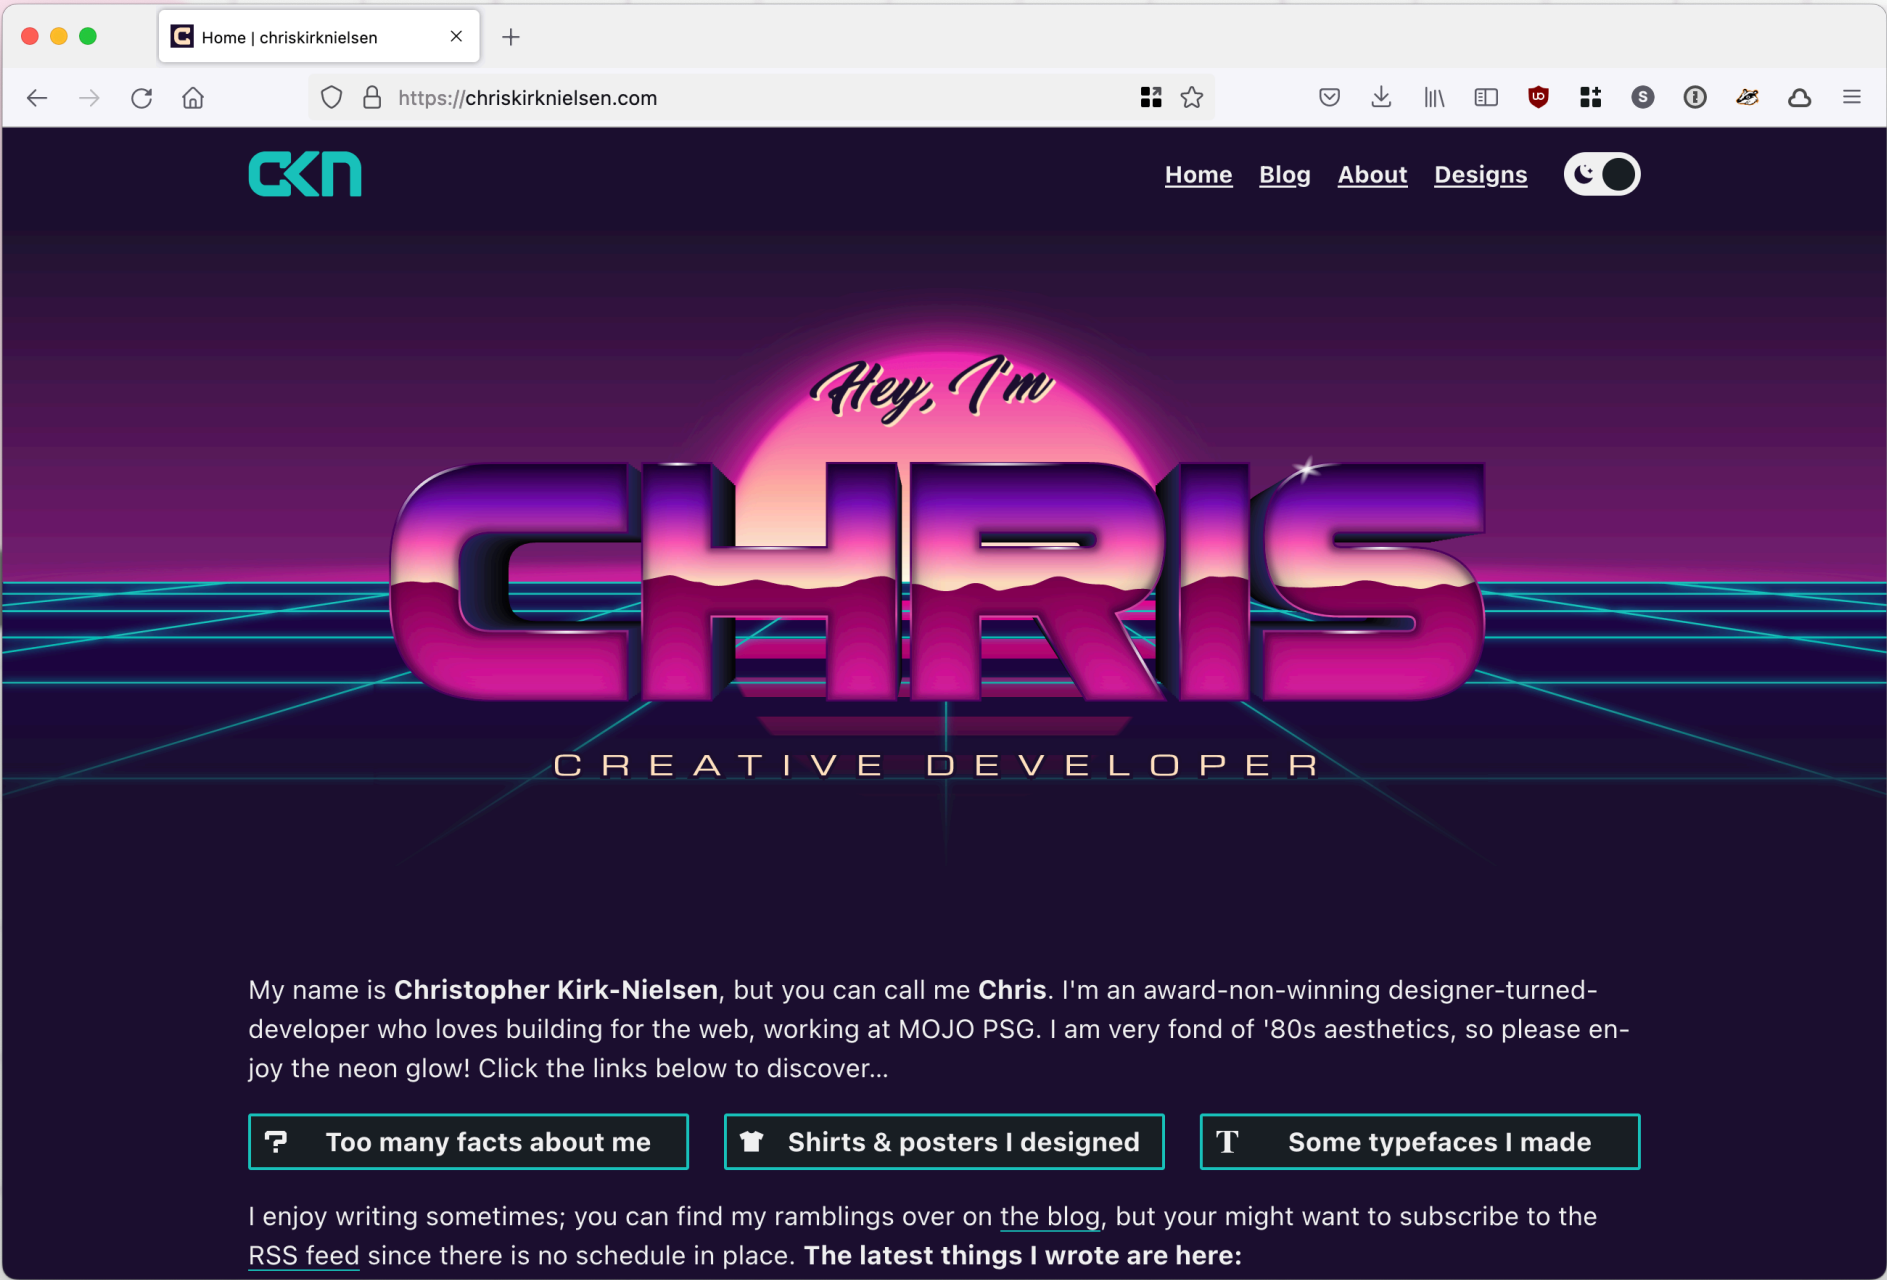 Home | chriskirknielsen
https://chriskirknielsen.com
CKN
Home Blog About Designs
Hey, I'm
CHRIS
CREATIVE DEVELOPER
My name is Christopher Kirk-Nielsen, but you can call me Chris. I'm an award-non-winning designer-turned-
developer who loves building for the web, working at MOJO PSG. I am very fond of '80s aesthetics, so please en-
joy the neon glow! Click the links below to discover...
Too many facts about me
Shirts & posters I designed
T Some typefaces I made
I enjoy writing sometimes; you can find my ramblings over on the blog, but your might want to subscribe to the
RSS feed since there is no schedule in place. The latest things I wrote are here: